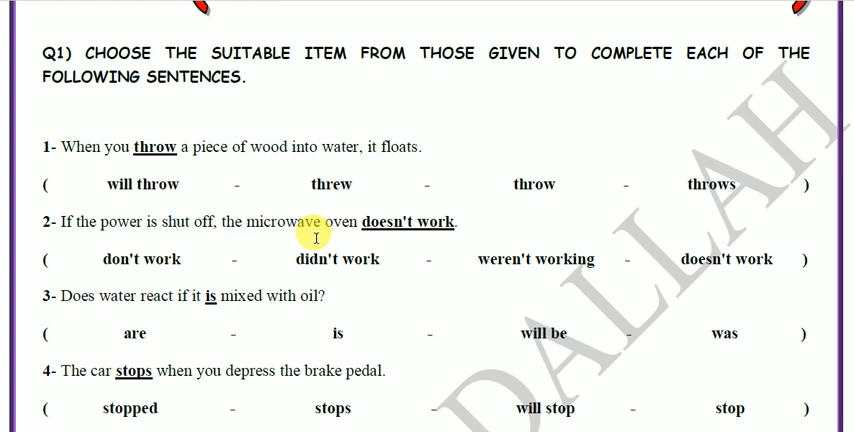 Q1) CHOOSE THE SUITABLE ITEM FROM THOSE GIVEN TO COMPLETE EACH OF THE
FOLLOWING SENTENCES.
1- When you throw a piece of wood into water, it floats.
( will throw - threw - throw - throws )
2- If the power is shut off, the microwave oven doesn't work.
( don't work - didn't work - weren't working - doesn't work )
3- Does water react if it is mixed with oil?
( are - is - will be - was )
4- The car stops when you depress the brake pedal.
( stopped - stops - will stop - stop )
DALLAH